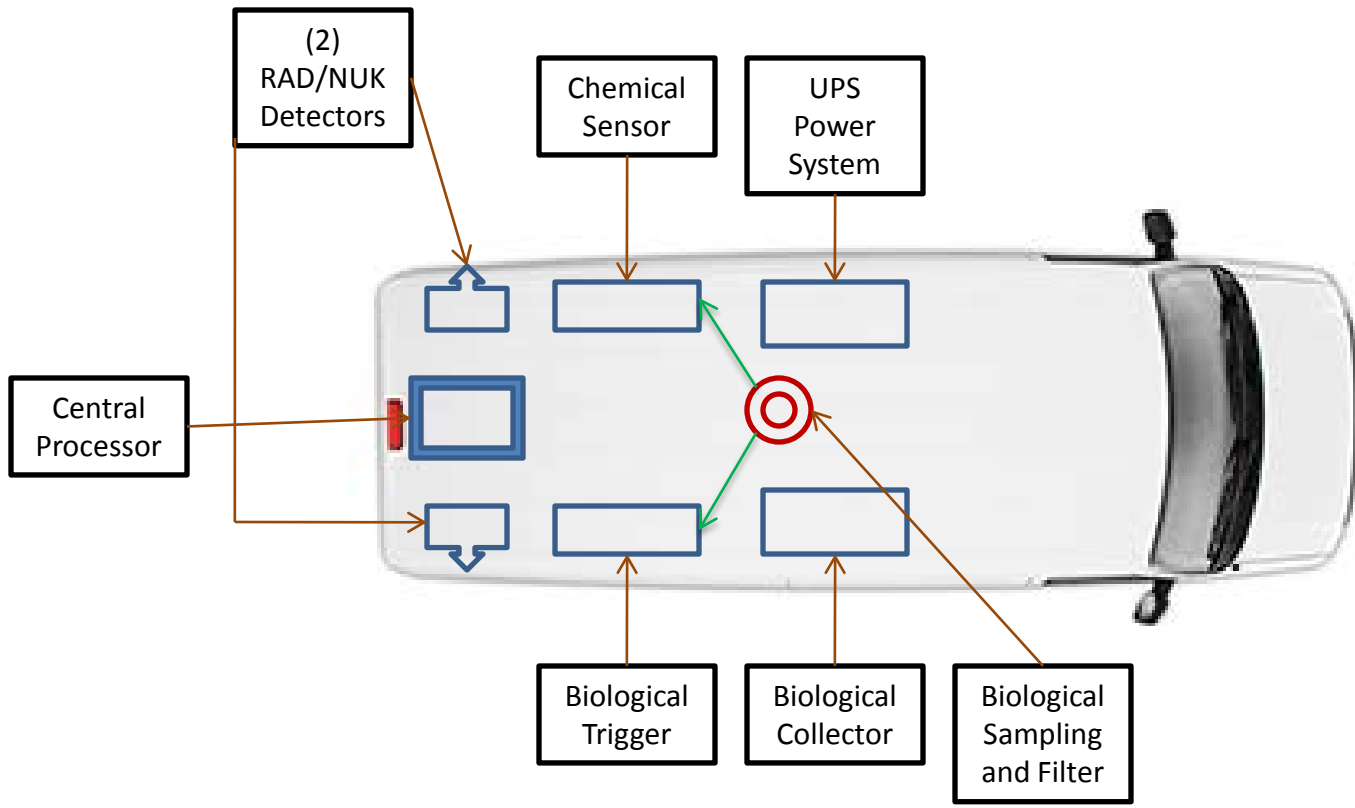 (2)
RAD/NUK
Detectors
Chemical
Sensor
UPS
Power
System
Central
Processor
Biological
Trigger
Biological
Collector
Biological
Sampling
and Filter